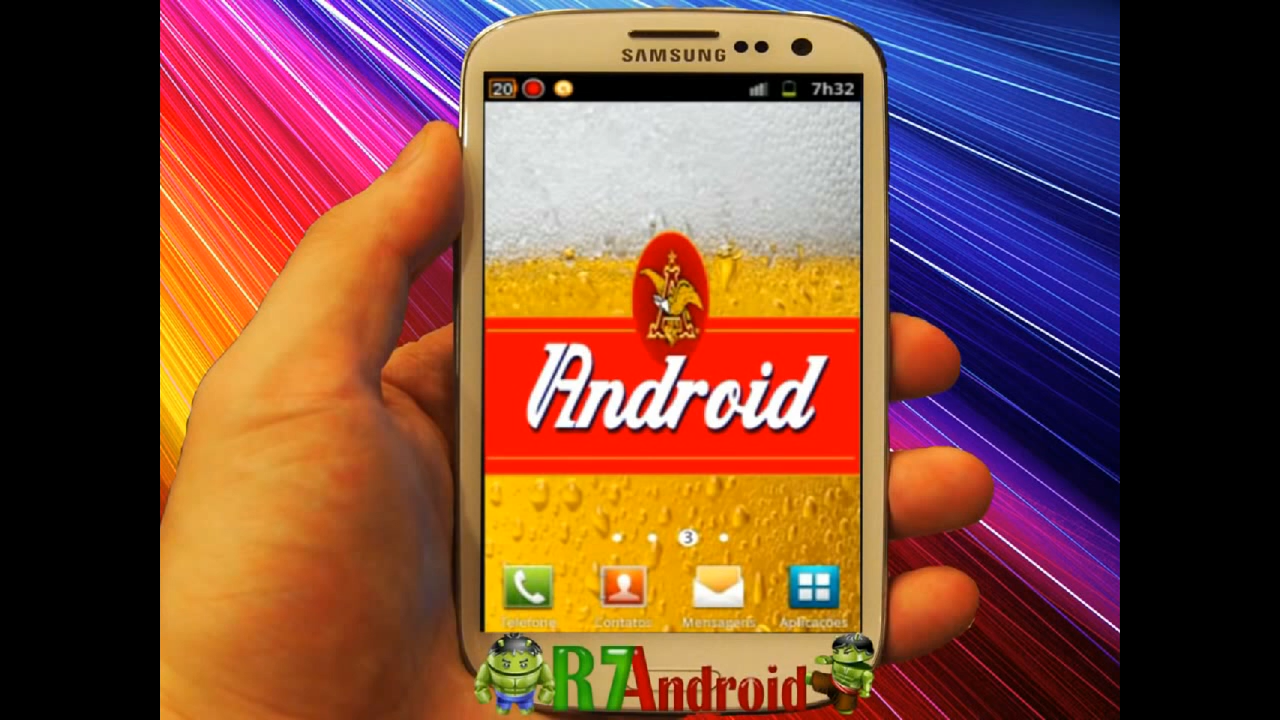 SAMSUNG
20 7h32
Android
3
Telefone Contatos Mensagens Aplicações
R7Android